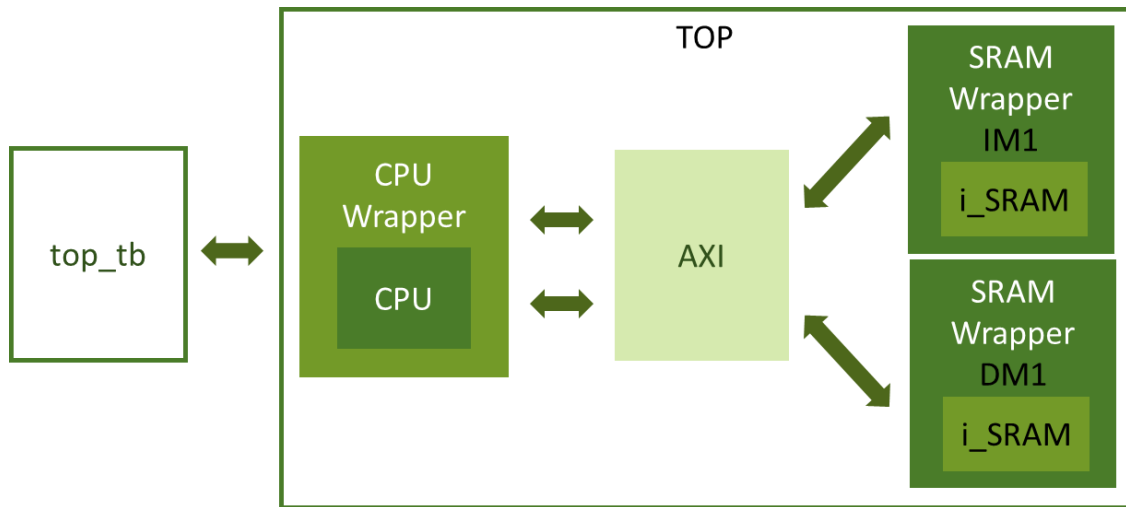 TOP
top_tb
CPU
Wrapper
CPU
AXI
SRAM
Wrapper
IM1
i_SRAM
SRAM
Wrapper
DM1
i_SRAM